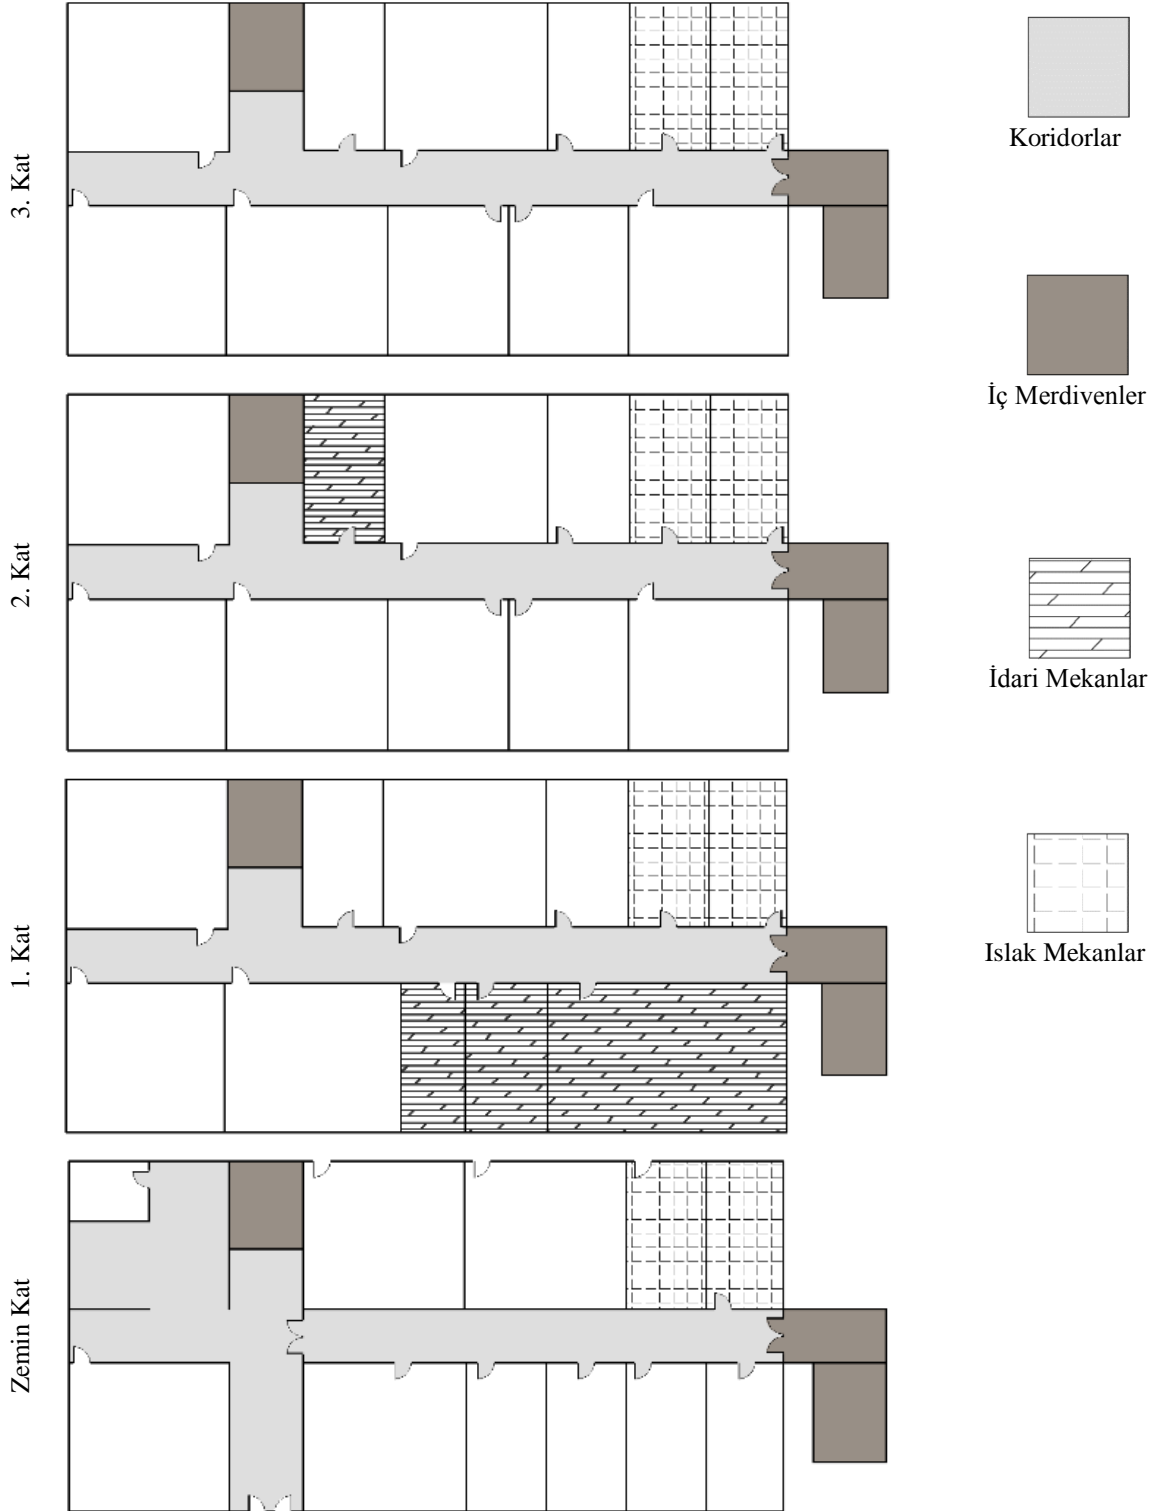 3. Kat
2. Kat
1. Kat
Zemin Kat
Koridorlar
İç Merdivenler
İdari Mekanlar
Islak Mekanlar